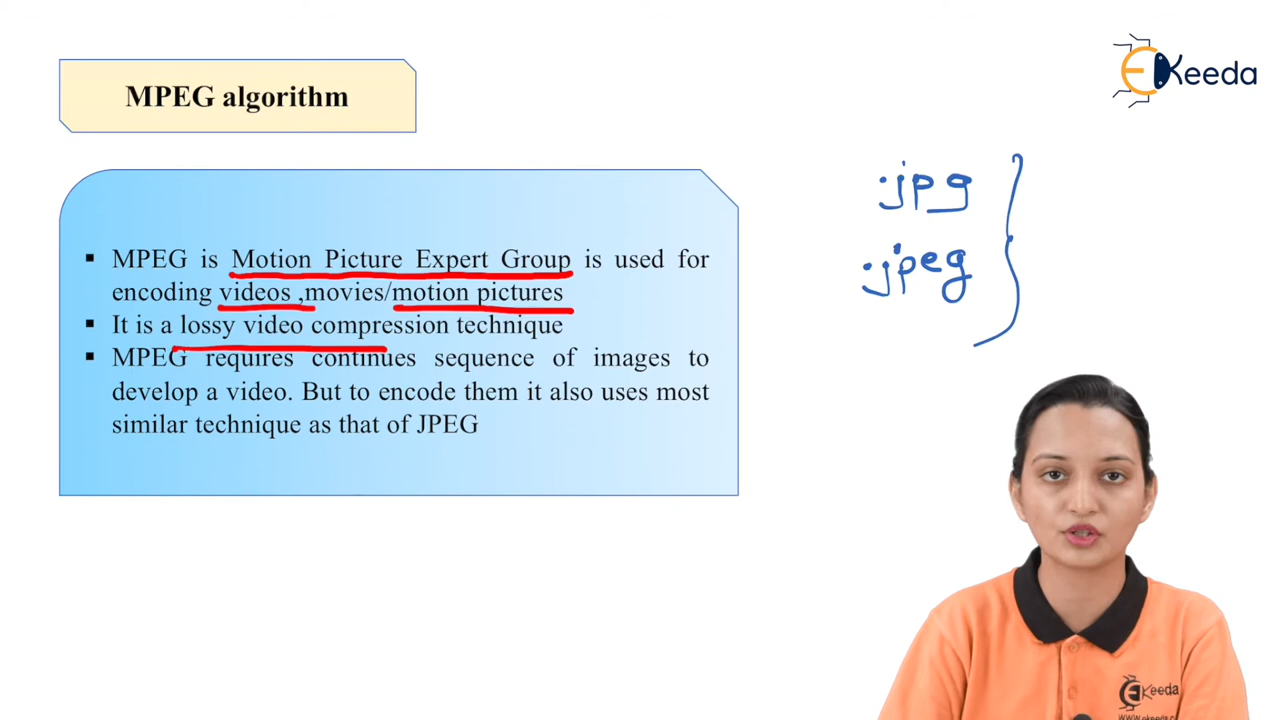 MPEG algorithm
EKeeda
.jpg
.jpeg
▪ MPEG is Motion Picture Expert Group is used for
encoding videos ,movies/motion pictures
▪ It is a lossy video compression technique
▪ MPEG requires continues sequence of images to
develop a video. But to encode them it also uses most
similar technique as that of JPEG
EKeeda